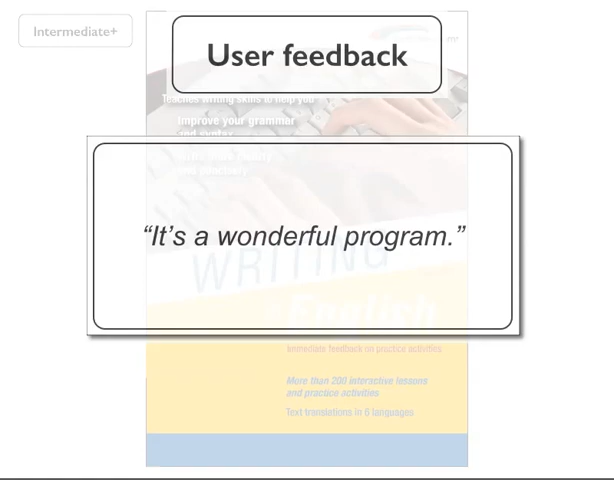 Intermediate+
User feedback
Teaches writing skills to help you
Improve your grammar
and syntax
“It’s a wonderful program.”
WRITING
English
Immediate feedback on practice activities
More than 200 interactive lessons
and practice activities
Text translations in 6 languages